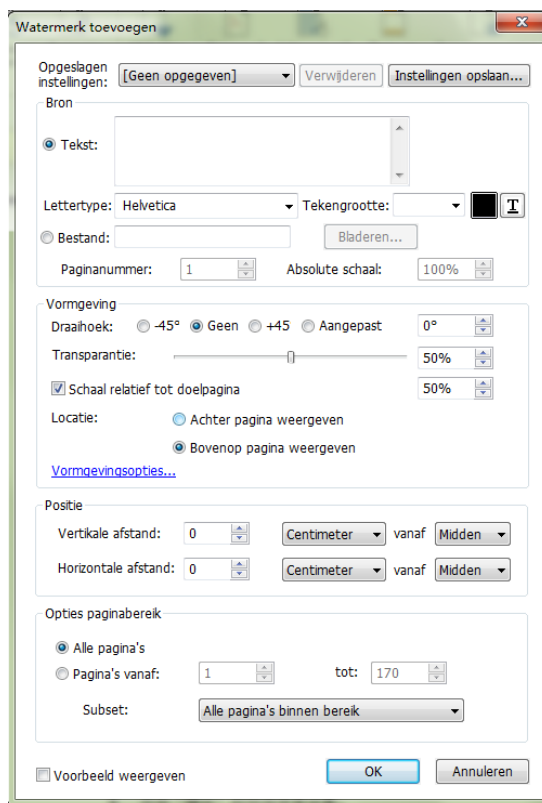 Watermerk toevoegen
Opgeslagen instellingen: [Geen opgegeven] Verwijderen Instellingen opslaan...
Bron
Tekst:
Lettertype: Helvetica Tekengrootte: T
Bestand: Bladeren...
Paginanummer: 1 Absolute schaal: 100%
Vormgeving
Draaihoek: -45° Geen +45 Aangepast 0°
Transparantie: 50%
Schaal relatief tot doelpagina 50%
Locatie: Achter pagina weergeven
Bovenop pagina weergeven
Vormgevingsopties...
Positie
Vertikale afstand: 0 Centimeter vanaf Midden
Horizontale afstand: 0 Centimeter vanaf Midden
Opties paginabereik
Alle pagina's
Pagina's vanaf: 1 tot: 170
Subset: Alle pagina's binnen bereik
Voorbeeld weergeven OK Annuleren